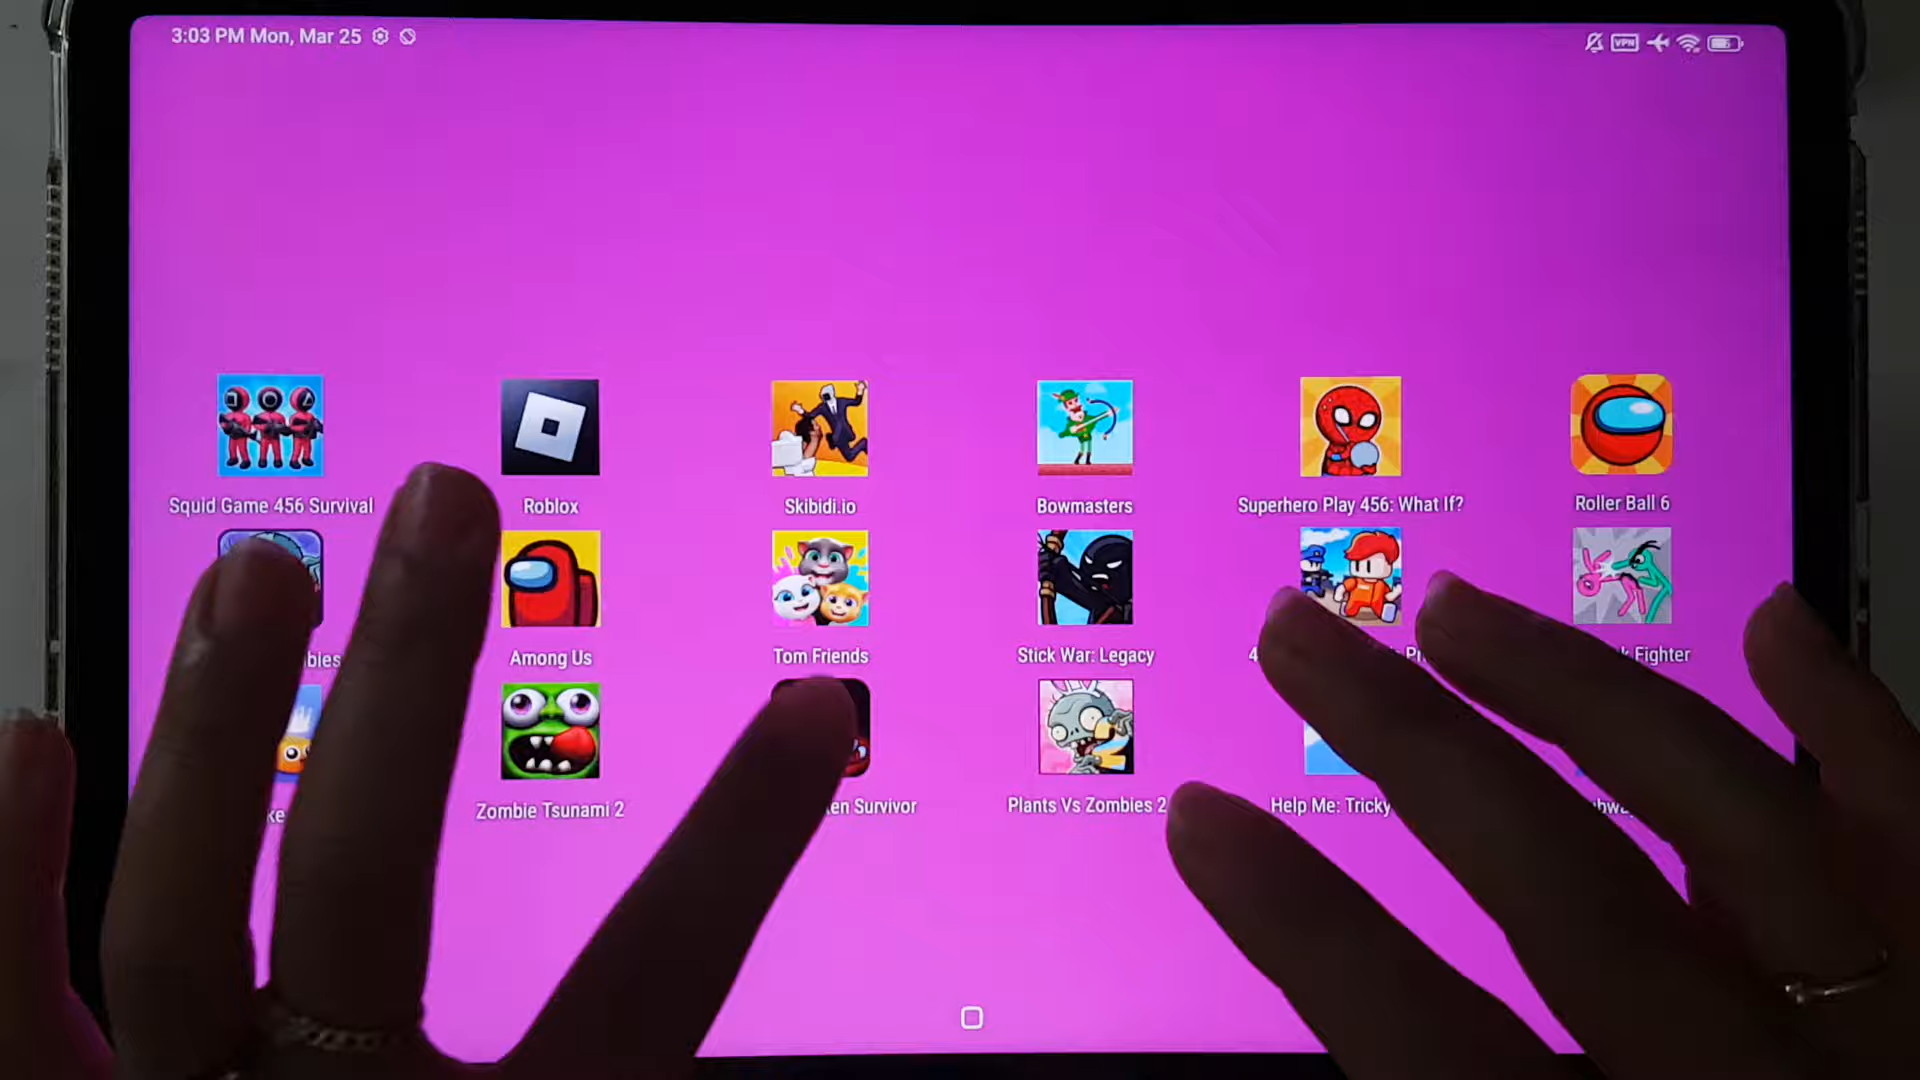 3:03 PM Mon, Mar 25
VPN
Squid Game 456 Survival
Roblox
Skibidi.io
Bowmasters
Superhero Play 456: What If?
Roller Ball 6
Among Us
Tom Friends
Stick War: Legacy
Fighter
Zombie Tsunami 2
Survivor
Plants Vs Zombies 2
Help Me: Tricky